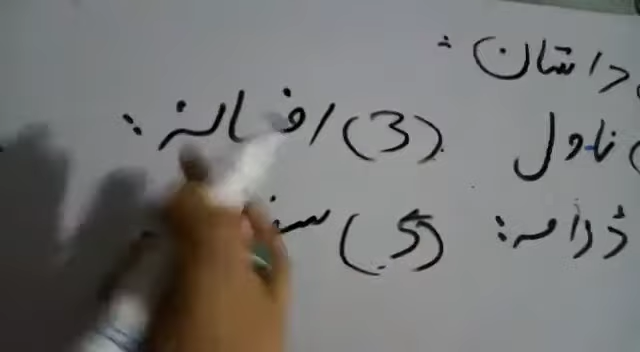 داستان :
ناول (3) افسانہ :
ڈرامہ : (5)